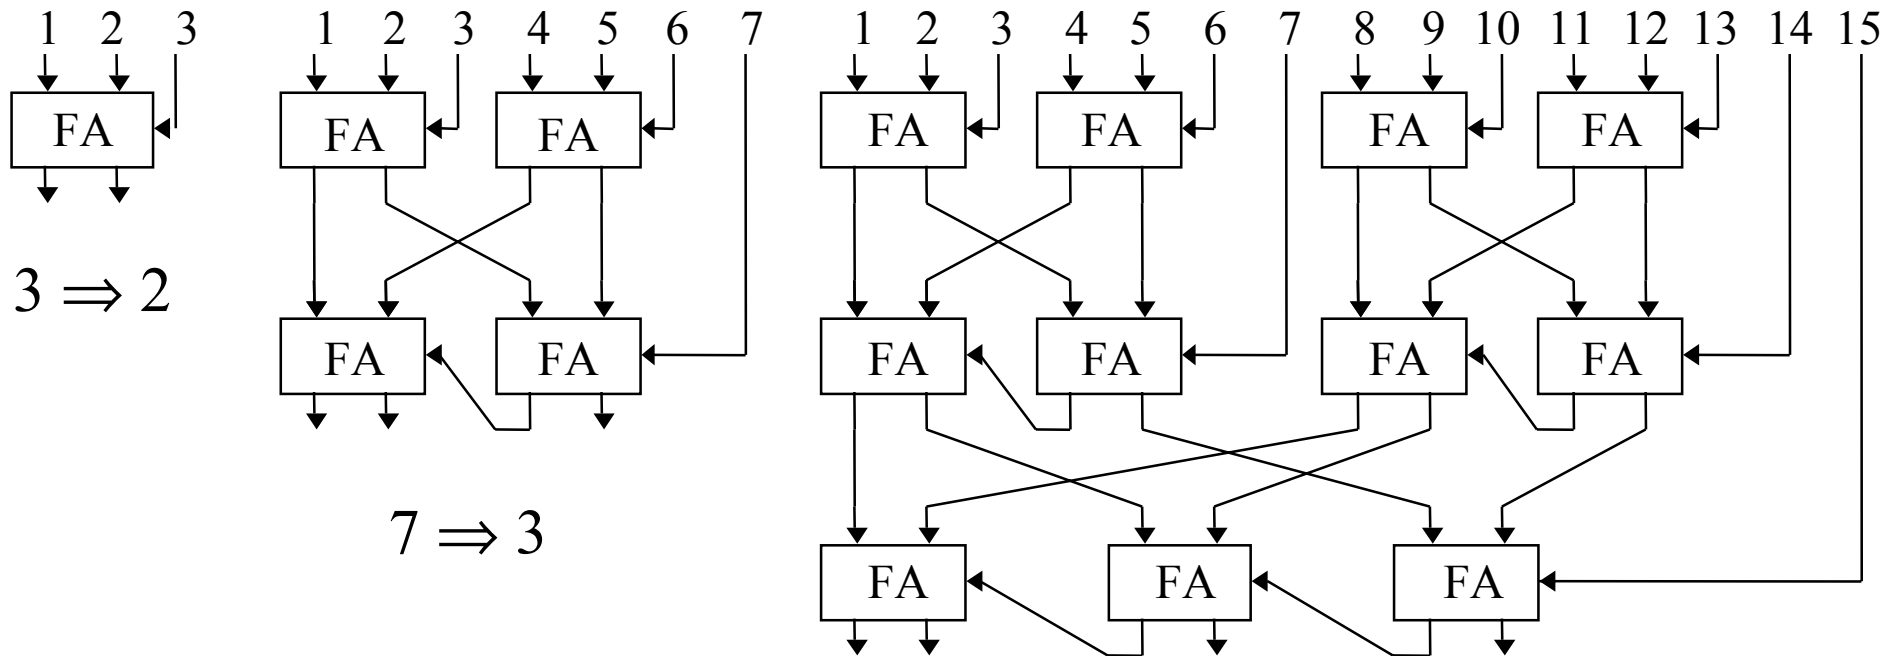 1 2 3 1 2 3 4 5 6 7 1 2 3 4 5 6 7 8 9 10 11 12 13 14 15
FA FA FA FA FA FA FA
3 ⇒ 2
FA FA FA FA FA FA
7 ⇒ 3
FA FA FA